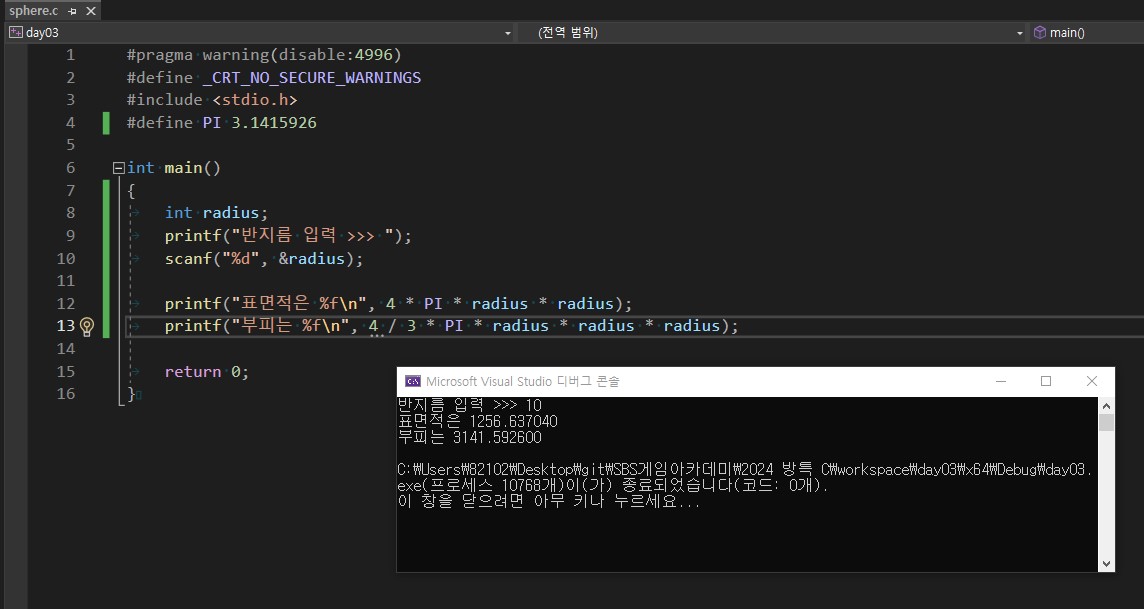 sphere.c
day03 (전역 범위) main()
1 #pragma warning(disable:4996)
2 #define _CRT_NO_SECURE_WARNINGS
3 #include <stdio.h>
4 #define PI 3.1415926
5
6 int main()
7 {
8 int radius;
9 printf("반지름 입력 >>> ");
10 scanf("%d", &radius);
11
12 printf("표면적은 %f\n", 4 * PI * radius * radius);
13 printf("부피는 %f\n", 4 / 3 * PI * radius * radius * radius);
14
15 return 0;
16 }
Microsoft Visual Studio 디버그 콘솔
반지름 입력 >>> 10
표면적은 1256.637040
부피는 3141.592600
C:₩Users₩82102₩Desktop₩git₩SBS게임아카데미₩2024 방특 C₩workspace₩day03₩x64₩Debug₩day03.
exe(프로세스 10768개)이(가) 종료되었습니다(코드: 0개).
이 창을 닫으려면 아무 키나 누르세요...